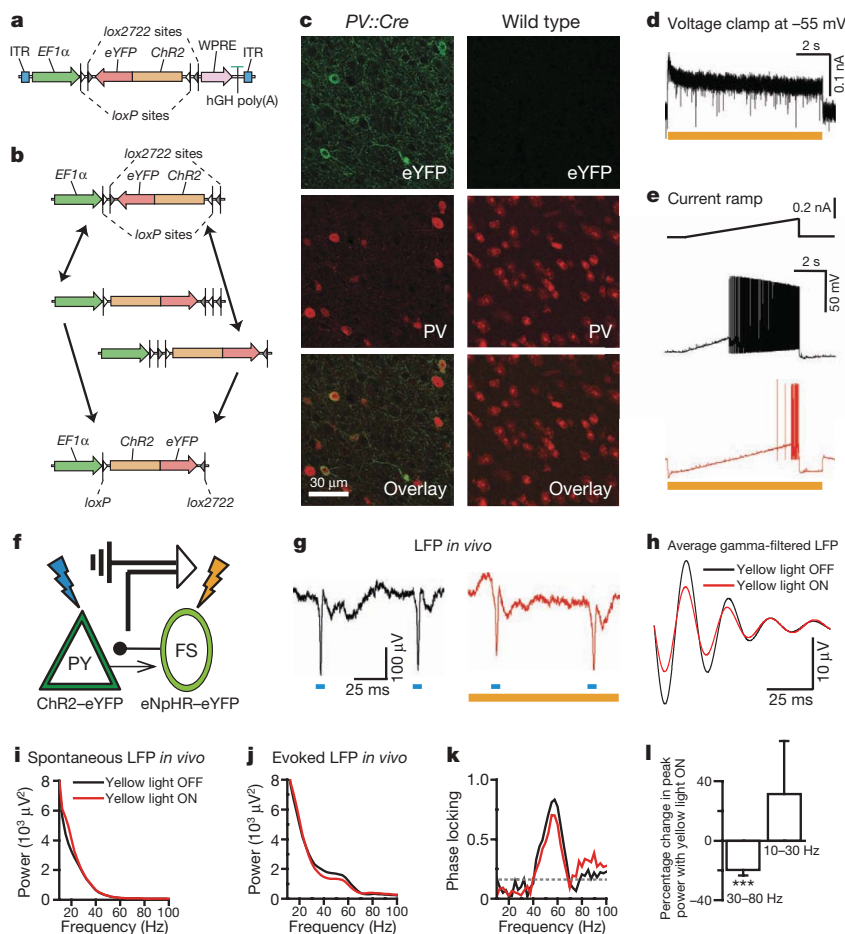 a
lox2722 sites
ITR EF1α eYFP ChR2 WPRE ITR
loxP sites
hGH poly(A)
b
lox2722 sites
EF1α eYFP ChR2
loxP sites
EF1α ChR2 eYFP
loxP lox2722
c PV::Cre Wild type
eYFP eYFP
PV PV
30 μm Overlay Overlay
d Voltage clamp at –55 mV
2 s
0.1 nA
e Current ramp
0.2 nA
2 s
50 mV
f
PY FS
ChR2–eYFP eNpHR–eYFP
g LFP in vivo
100 μV
25 ms
h Average gamma-filtered LFP
Yellow light OFF
Yellow light ON
10 μV
25 ms
i Spontaneous LFP in vivo
Yellow light OFF
Yellow light ON
Power (10³ μV²)
8
6
4
2
0
20 40 60 80 100
Frequency (Hz)
j Evoked LFP in vivo
Power (10³ μV²)
8
6
4
2
0
20 40 60 80 100
Frequency (Hz)
k
Phase locking
1.0
0.5
0
20 40 60 80 100
Frequency (Hz)
l
Percentage change in peak
power with yellow light ON
40
0
–40
10–30 Hz
***
30–80 Hz